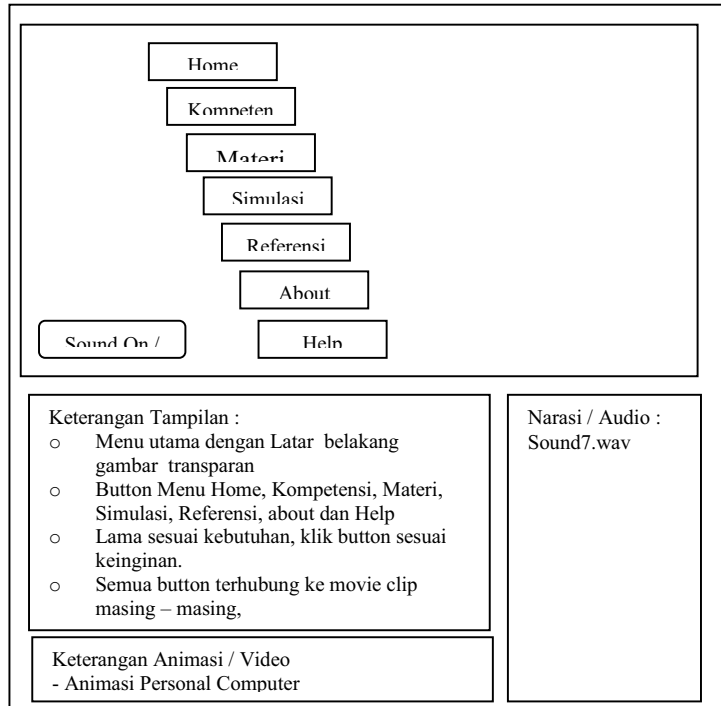 Home
Kompeten
Materi
Simulasi
Referensi
About
Sound On /
Help
Keterangan Tampilan :
o Menu utama dengan Latar belakang
gambar transparan
o Button Menu Home, Kompetensi, Materi,
Simulasi, Referensi, about dan Help
o Lama sesuai kebutuhan, klik button sesuai
keinginan.
o Semua button terhubung ke movie clip
masing – masing,
Narasi / Audio :
Sound7.wav
Keterangan Animasi / Video
- Animasi Personal Computer